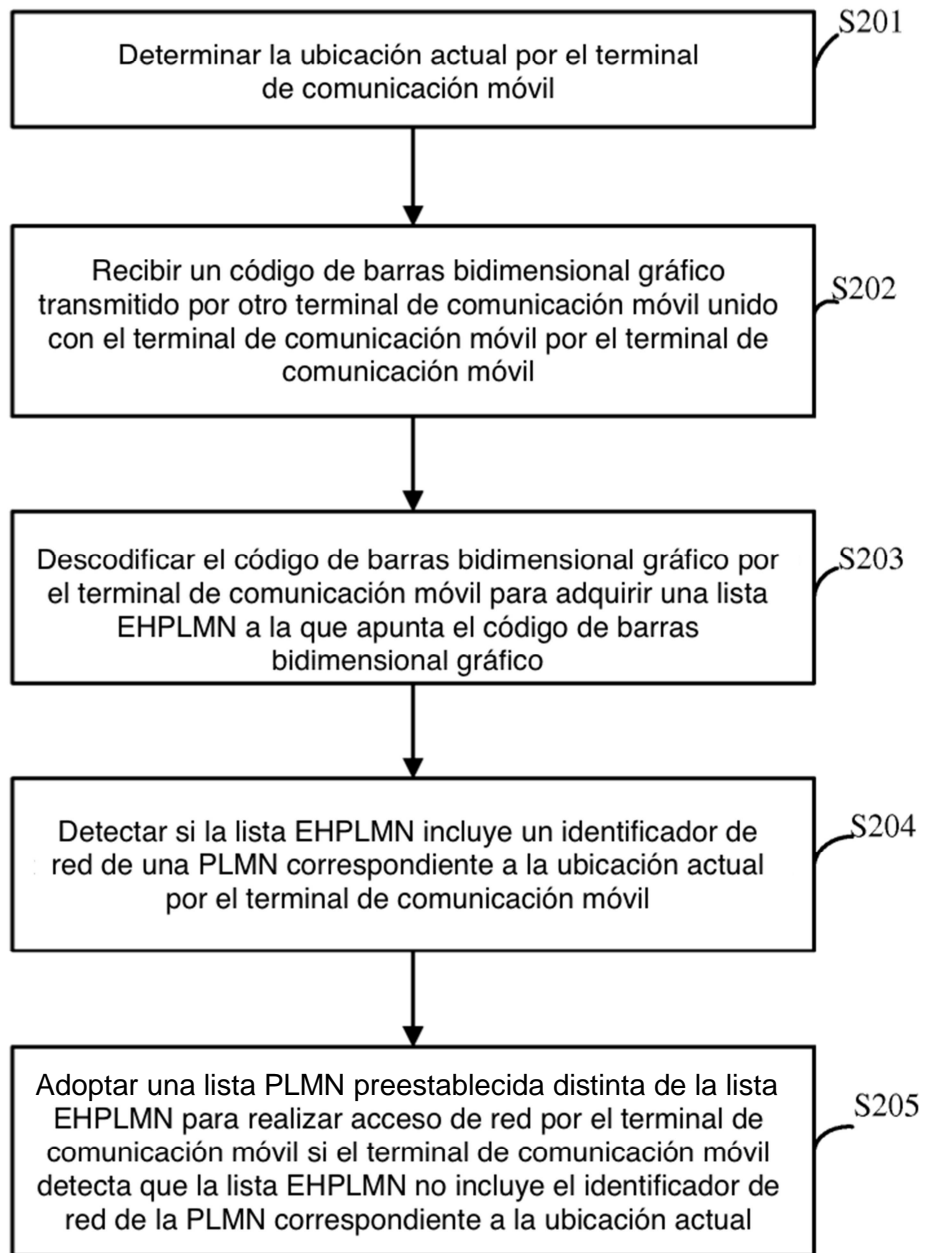 S201
Determinar la ubicación actual por el terminal
de comunicación móvil
S202
Recibir un código de barras bidimensional gráfico
transmitido por otro terminal de comunicación móvil unido
con el terminal de comunicación móvil por el terminal de
comunicación móvil
S203
Descodificar el código de barras bidimensional gráfico por
el terminal de comunicación móvil para adquirir una lista
EHPLMN a la que apunta el código de barras
bidimensional gráfico
S204
Detectar si la lista EHPLMN incluye un identificador de
red de una PLMN correspondiente a la ubicación actual
por el terminal de comunicación móvil
S205
Adoptar una lista PLMN preestablecida distinta de la lista
EHPLMN para realizar acceso de red por el terminal de
comunicación móvil si el terminal de comunicación móvil
detecta que la lista EHPLMN no incluye el identificador de
red de la PLMN correspondiente a la ubicación actual